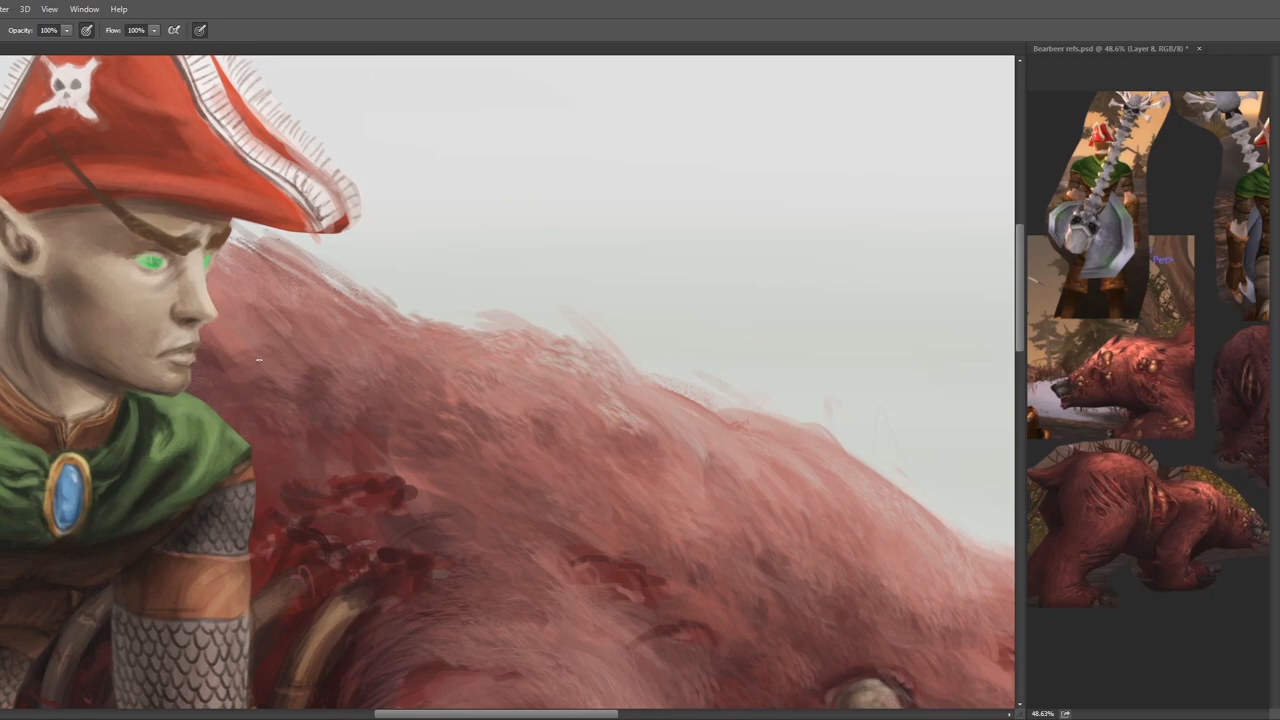 ter 3D View Window Help
Opacity: 100% Flow: 100%
Bearbeer refs.psd @ 48.6% (Layer 8, RGB/8) * ×
48.63%